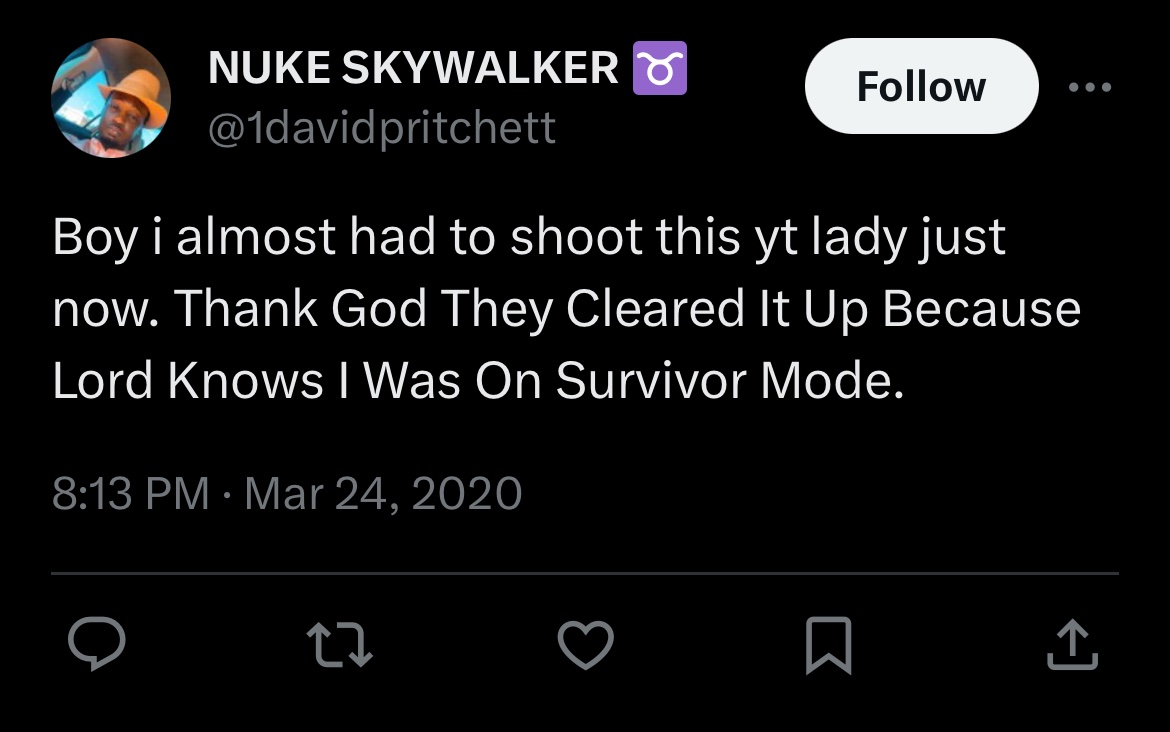 NUKE SKYWALKER ♉
@1davidpritchett
Follow
Boy i almost had to shoot this yt lady just
now. Thank God They Cleared It Up Because
Lord Knows I Was On Survivor Mode.
8:13 PM · Mar 24, 2020